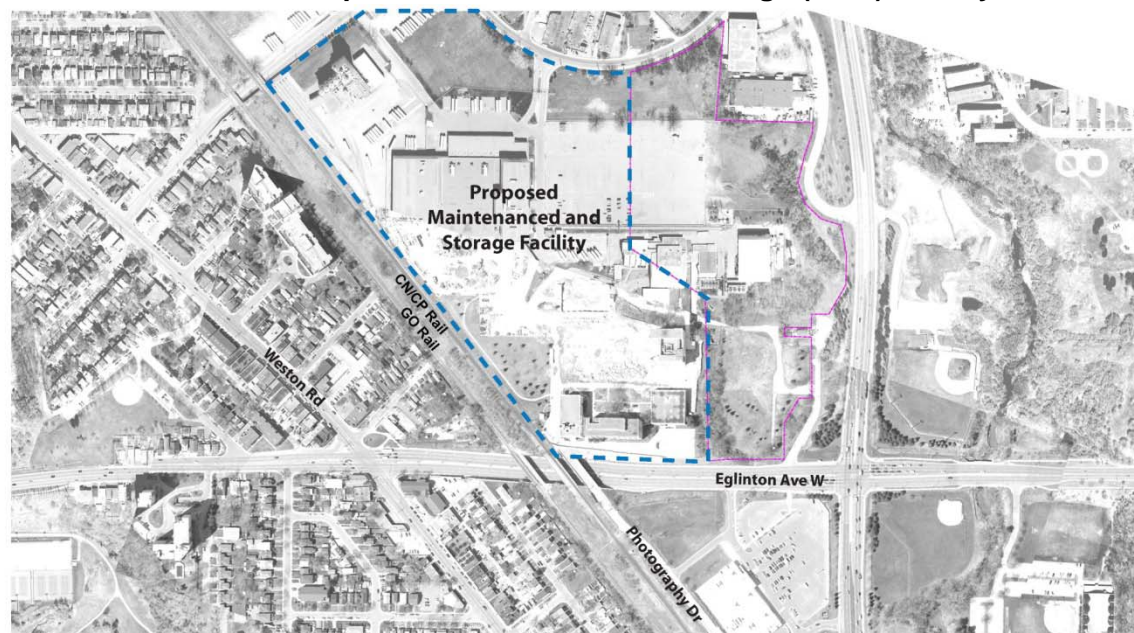 Proposed
Maintenanced and
Storage Facility
CN/CP Rail
GO Rail
Weston Rd
Eglinton Ave W
Photography Dr